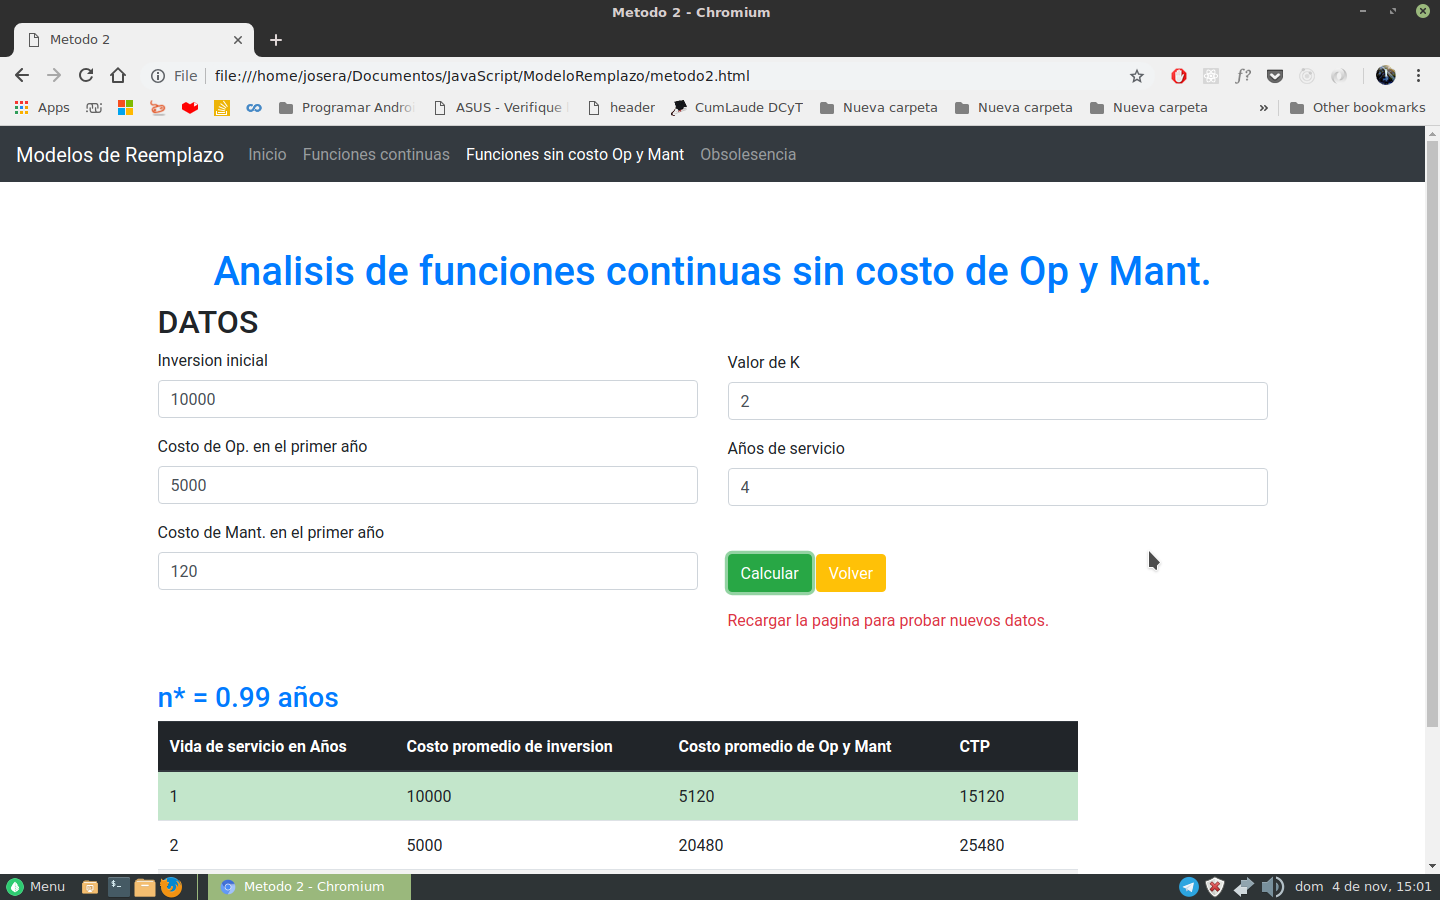 Metodo 2 - Chromium
Metodo 2
File
file:///home/josera/Documentos/JavaScript/ModeloRemplazo/metodo2.html
f?
Apps
Programar Androi
ASUS - Verifique
header
CumLaude DCyT
Nueva carpeta
Nueva carpeta
Nueva carpeta
»
Other bookmarks
Modelos de Reemplazo
Inicio
Funciones continuas
Funciones sin costo Op y Mant
Obsolesencia
Analisis de funciones continuas sin costo de Op y Mant.
DATOS
Inversion inicial
10000
Valor de K
2
Costo de Op. en el primer año
5000
Años de servicio
4
Costo de Mant. en el primer año
120
Calcular
Volver
Recargar la pagina para probar nuevos datos.
n* = 0.99 años
Vida de servicio en Años Costo promedio de inversion Costo promedio de Op y Mant CTP
1 10000 5120 15120
2 5000 20480 25480
Menu
Metodo 2 - Chromium
dom 4 de nov, 15:01